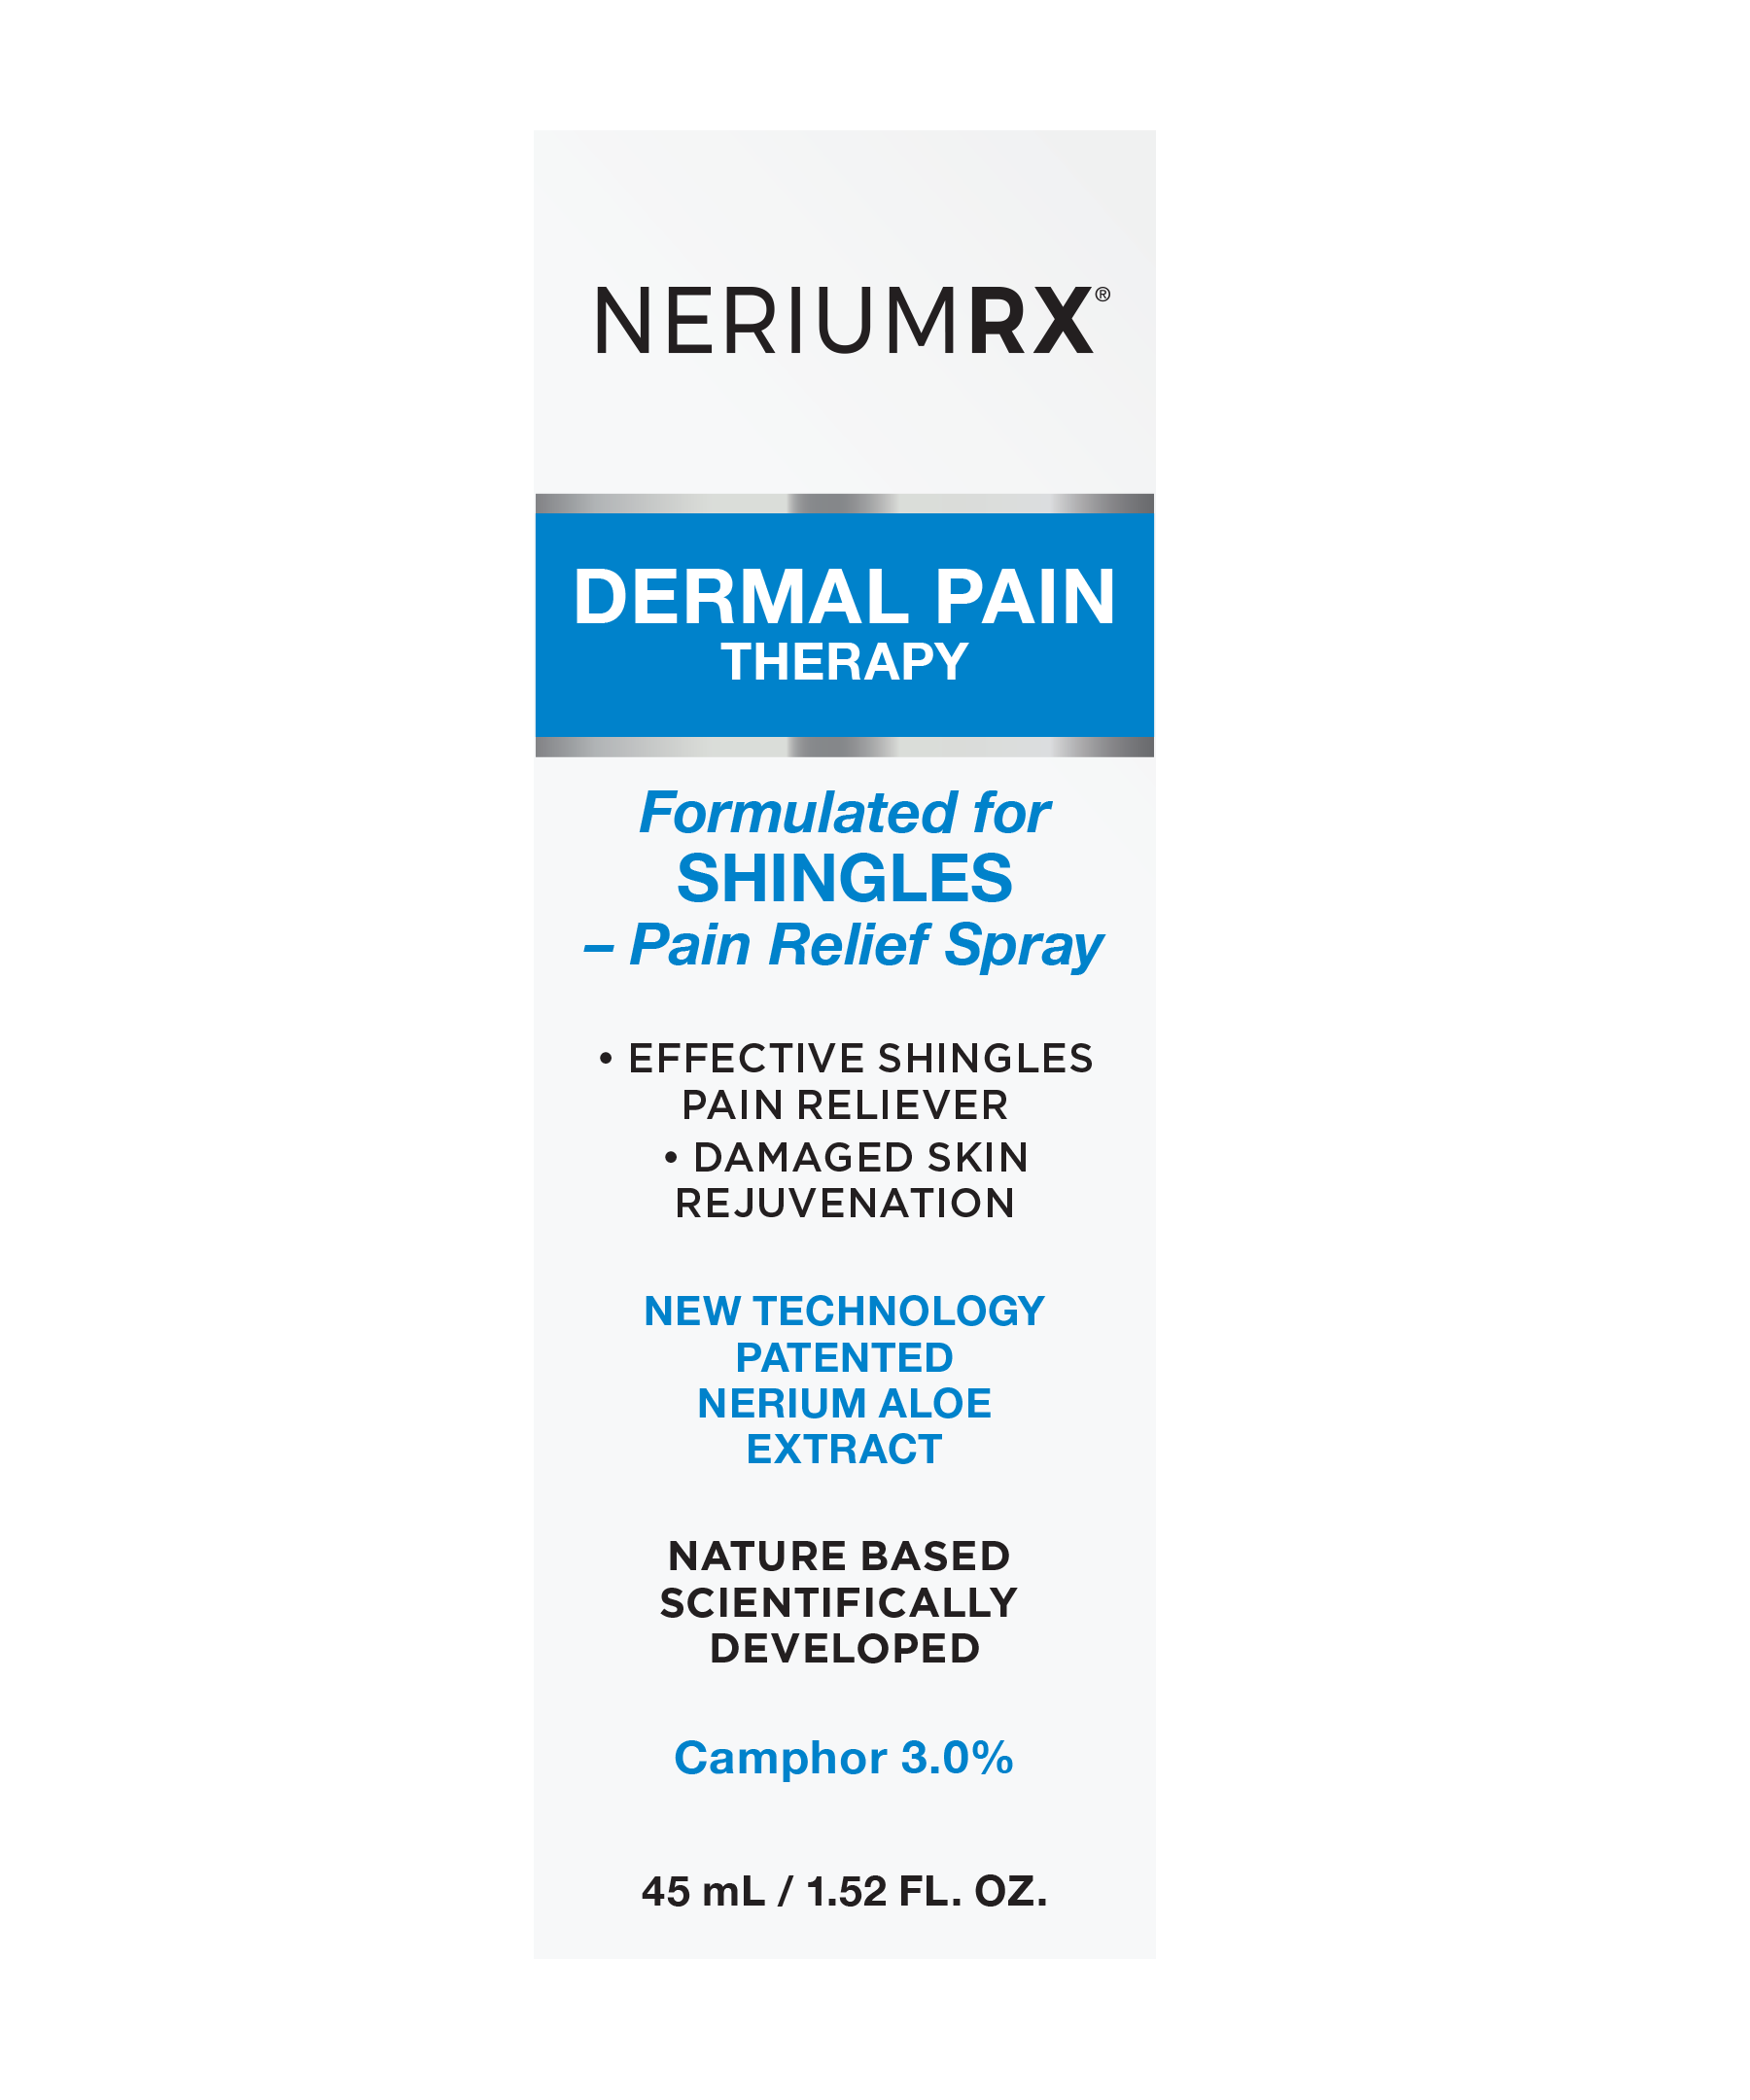 NERIUMRX®
DERMAL PAIN
THERAPY
Formulated for
SHINGLES
– Pain Relief Spray
• EFFECTIVE SHINGLES
PAIN RELIEVER
• DAMAGED SKIN
REJUVENATION
NEW TECHNOLOGY
PATENTED
NERIUM ALOE
EXTRACT
NATURE BASED
SCIENTIFICALLY
DEVELOPED
Camphor 3.0%
45 mL / 1.52 FL. OZ.